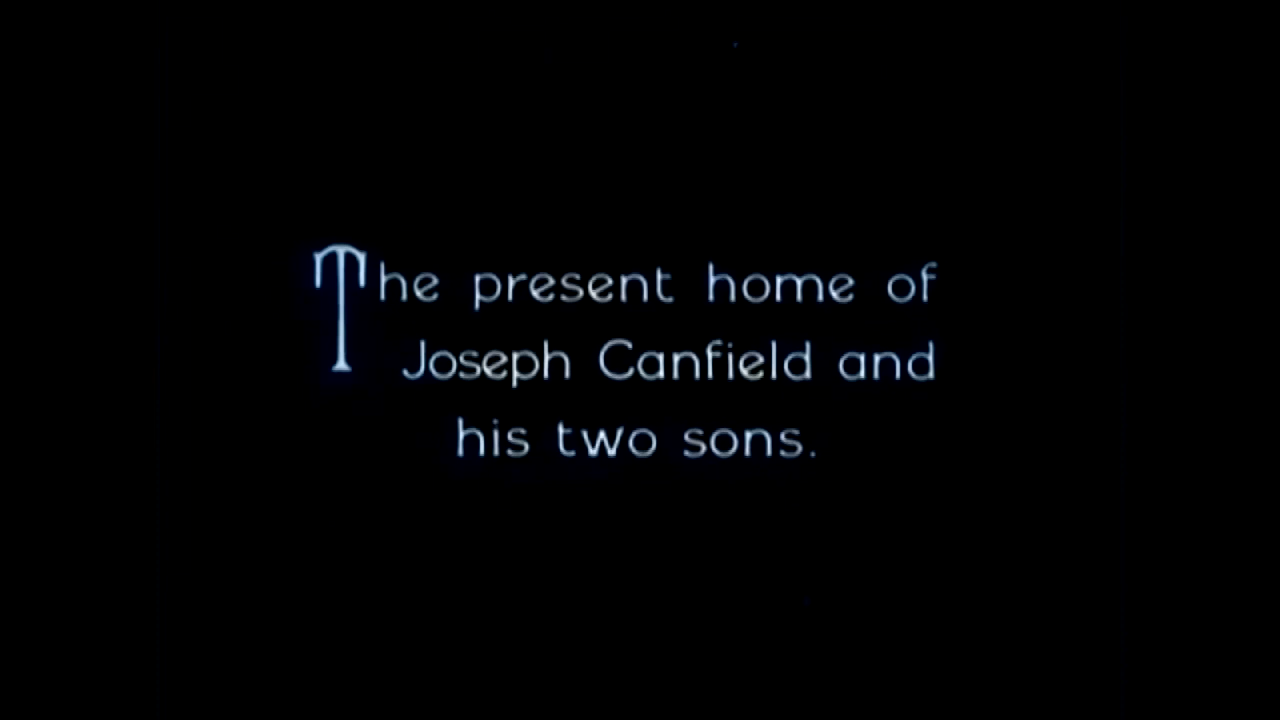 The present home of
Joseph Canfield and
his two sons.